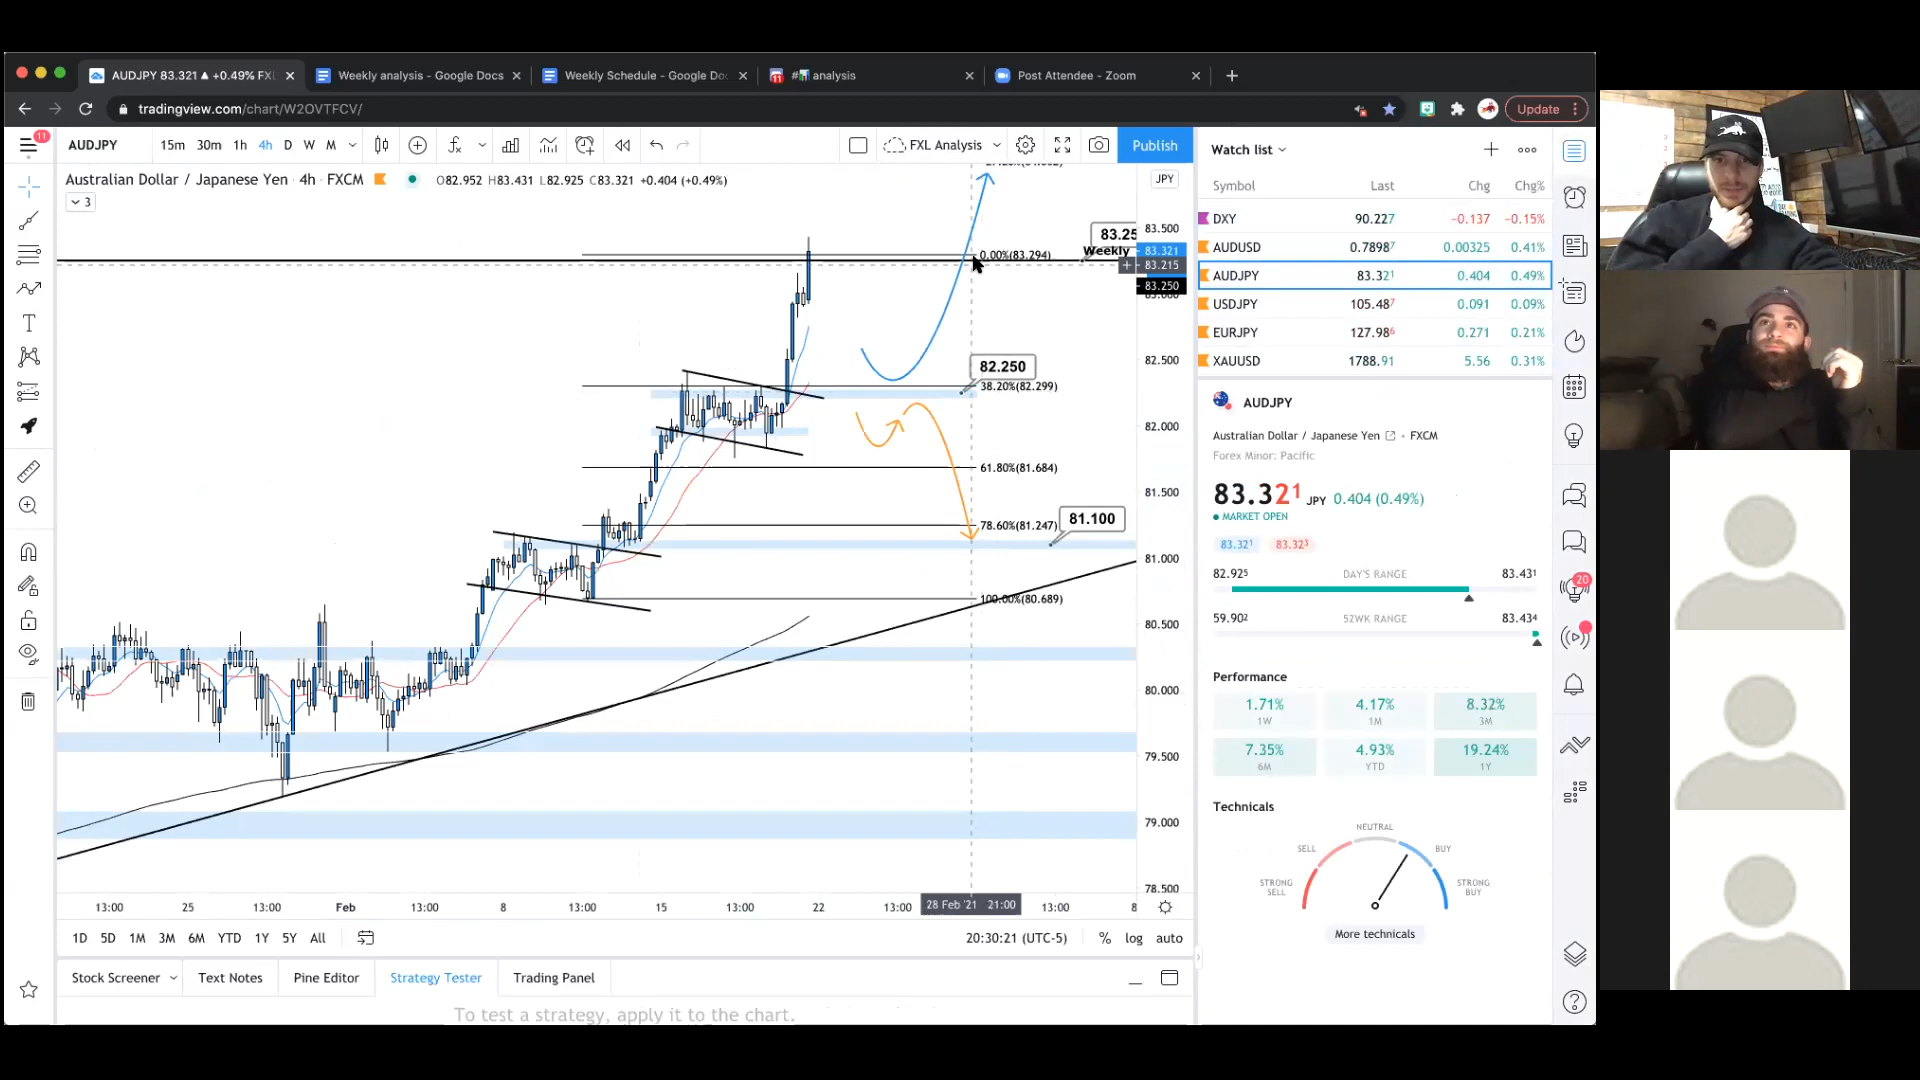 AUDJPY 83.321 ▲ +0.49% FXL
Weekly analysis - Google Docs
Weekly Schedule - Google Do
#analysis
Post Attendee - Zoom
tradingview.com/chart/W2OVTFCV/
Update
11
AUDJPY
15m 30m 1h 4h D W M
FXL Analysis
Publish
Australian Dollar / Japanese Yen · 4h · FXCM
O82.952 H83.431 L82.925 C83.321 +0.404 (+0.49%)
3
JPY
83.500
83.25
Weekly
83.321
0.00%(83.294)
83.215
83.250
83.000
82.500
82.250
38.20%(82.299)
82.000
61.80%(81.684)
81.500
78.60%(81.247)
81.100
81.000
100.00%(80.689)
80.500
80.000
79.500
79.000
78.500
13:00 25 13:00 Feb 13:00 8 13:00 15 13:00 22 13:00 28 Feb '21 21:00 13:00 8
1D 5D 1M 3M 6M YTD 1Y 5Y All
20:30:21 (UTC-5) % log auto
Stock Screener Text Notes Pine Editor Strategy Tester Trading Panel
To test a strategy, apply it to the chart.
Watch list
Symbol Last Chg Chg%
DXY 90.227 −0.137 −0.15%
AUDUSD 0.78987 0.00325 0.41%
AUDJPY 83.321 0.404 0.49%
USDJPY 105.487 0.091 0.09%
EURJPY 127.986 0.271 0.21%
XAUUSD 1788.91 5.56 0.31%
AUDJPY
Australian Dollar / Japanese Yen · FXCM
Forex Minor: Pacific
83.321 JPY 0.404 (0.49%)
MARKET OPEN
83.321 83.323
82.925 DAY'S RANGE 83.431
59.902 52WK RANGE 83.434
Performance
1.71% 4.17% 8.32%
1W 1M 3M
7.35% 4.93% 19.24%
6M YTD 1Y
Technicals
NEUTRAL
SELL BUY
STRONG SELL STRONG BUY
More technicals
20